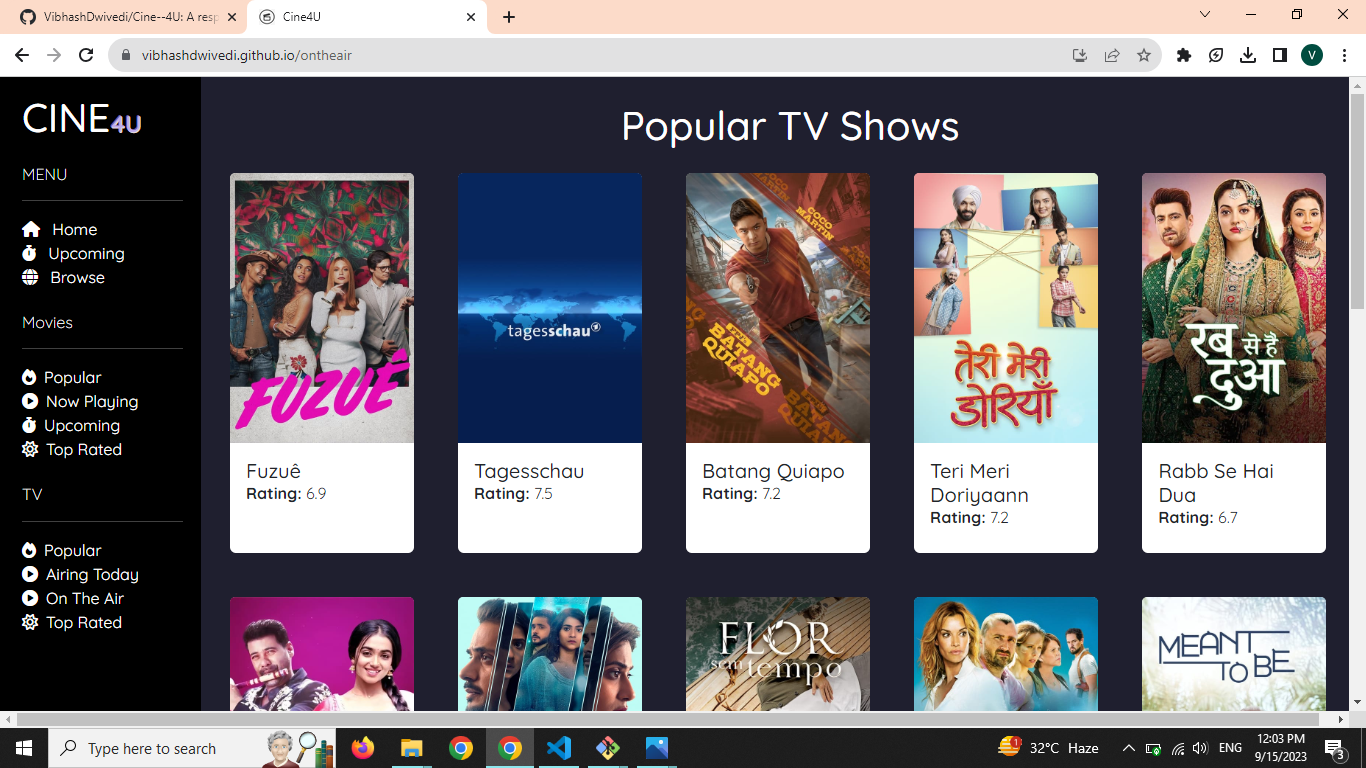 VibhashDwivedi/Cine--4U: A resp
Cine4U
vibhashdwivedi.github.io/ontheair
V
CINE4U
MENU
Home
Upcoming
Browse
Movies
Popular
Now Playing
Upcoming
Top Rated
TV
Popular
Airing Today
On The Air
Top Rated
Popular TV Shows
FUZUÊ
Fuzuê
Rating: 6.9
tagesschau
Tagesschau
Rating: 7.5
COCO
MARTIN
BATANG
QUIAPO
Batang Quiapo
Rating: 7.2
तेरी मेरी
डोरियाँ
Teri Meri
Doriyaann
Rating: 7.2
रब से है
दुआ
Rabb Se Hai
Dua
Rating: 6.7
FLOR
sem tempo
MEANT
TO BE
Type here to search
1
32°C Haze
ENG
12:03 PM
9/15/2023
3